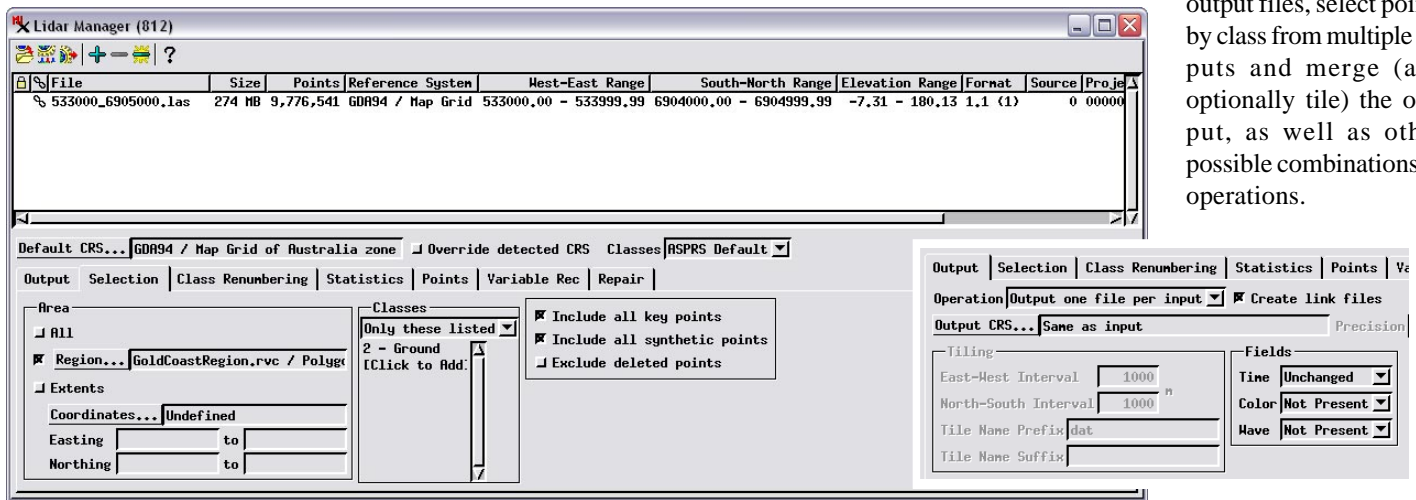 Lidar Manager (812)
?
File Size Points Reference System West-East Range South-North Range Elevation Range Format Source Proje
533000_6905000.las 274 MB 9,776,541 GDA94 / Map Grid 533000.00 - 533999.99 6904000.00 - 6904999.99 -7.31 - 180.13 1.1 (1) 0 00000
Default CRS... GDA94 / Map Grid of Australia zone Override detected CRS Classes ASPRS Default
Output Selection Class Renumbering Statistics Points Variable Rec Repair
Area
All
Region... GoldCoastRegion.rvc / Polygo
Extents
Coordinates... Undefined
Easting to
Northing to
Classes
Only these listed
2 - Ground
[Click to Add]
Include all key points
Include all synthetic points
Exclude deleted points
Output Selection Class Renumbering Statistics Points Va
Operation Output one file per input Create link files
Output CRS... Same as input Precision
Tiling
East-West Interval 1000
m
North-South Interval 1000
Tile Name Prefix dat
Tile Name Suffix
Fields
Time Unchanged
Color Not Present
Wave Not Present
output files, select poin
by class from multiple
puts and merge (a
optionally tile) the o
put, as well as oth
possible combinations
operations.